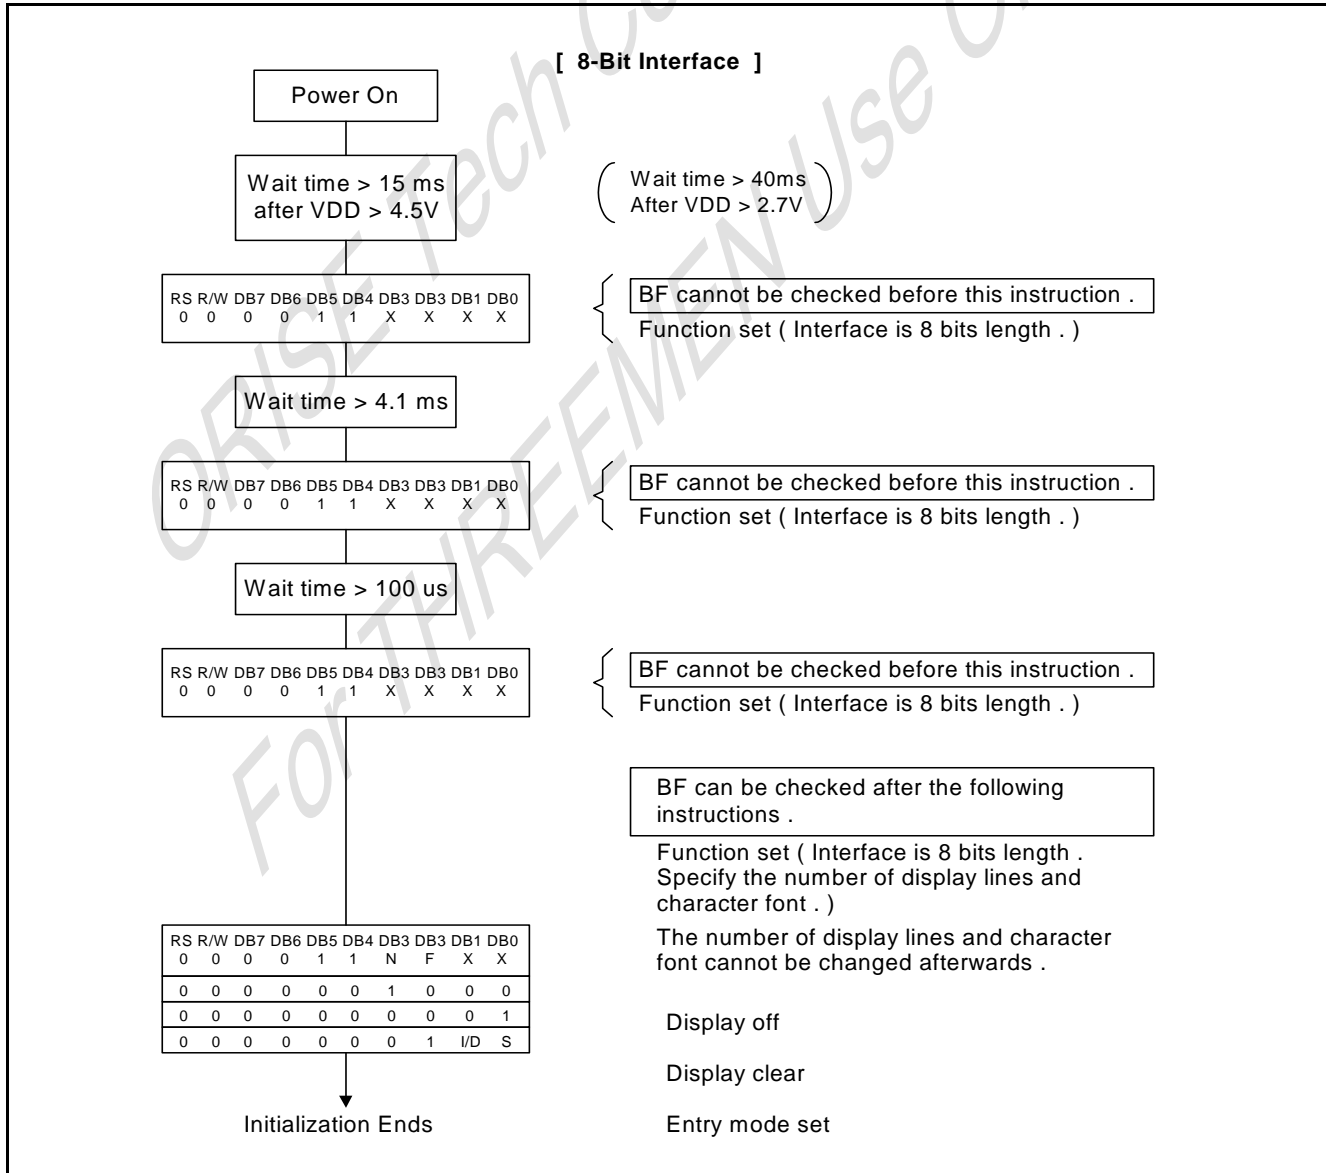 [ 8-Bit Interface ]
Power On
Wait time > 15 ms
after VDD > 4.5V
Wait time > 40ms
After VDD > 2.7V
RS R/W DB7 DB6 DB5 DB4 DB3 DB3 DB1 DB0
0 0 0 0 1 1 X X X X
BF cannot be checked before this instruction .
Function set ( Interface is 8 bits length . )
Wait time > 4.1 ms
RS R/W DB7 DB6 DB5 DB4 DB3 DB3 DB1 DB0
0 0 0 0 1 1 X X X X
BF cannot be checked before this instruction .
Function set ( Interface is 8 bits length . )
Wait time > 100 us
RS R/W DB7 DB6 DB5 DB4 DB3 DB3 DB1 DB0
0 0 0 0 1 1 X X X X
BF cannot be checked before this instruction .
Function set ( Interface is 8 bits length . )
BF can be checked after the following
instructions .
Function set ( Interface is 8 bits length .
Specify the number of display lines and
character font . )
The number of display lines and character
font cannot be changed afterwards .
RS R/W DB7 DB6 DB5 DB4 DB3 DB3 DB1 DB0
0 0 0 0 1 1 N F X X
0 0 0 0 0 0 1 0 0 0
0 0 0 0 0 0 0 0 0 1
0 0 0 0 0 0 0 1 I/D S
Display off
Display clear
Initialization Ends
Entry mode set
ORISE Tech
For THREEMEN Use